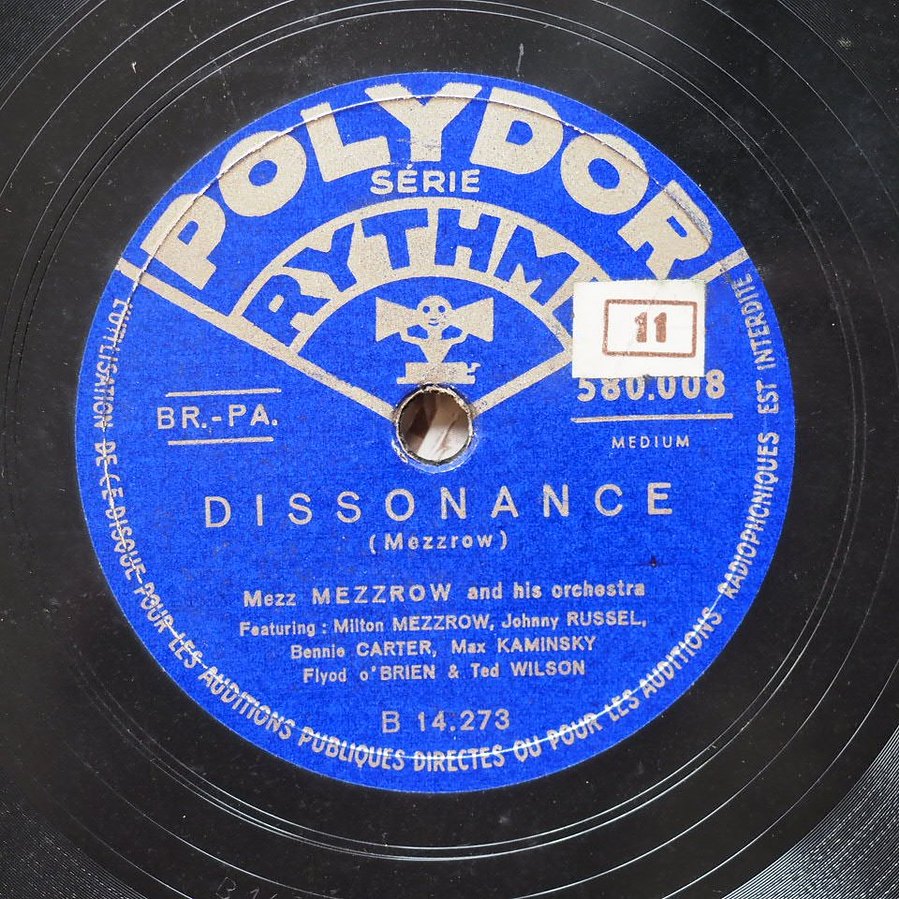 POLYDOR
SÉRIE
RYTHM
11
580.008
BR.-PA.
MEDIUM
DISSONANCE
(Mezzrow)
Mezz MEZZROW and his orchestra
Featuring : Milton MEZZROW, Johnny RUSSEL,
Bennie CARTER, Max KAMINSKY
Flyod o'BRIEN & Ted WILSON
B 14.273
L'UTILISATION DE CE DISQUE POUR LES AUDITIONS PUBLIQUES DIRECTES OU POUR LES AUDITIONS RADIOPHONIQUES EST INTERDITE